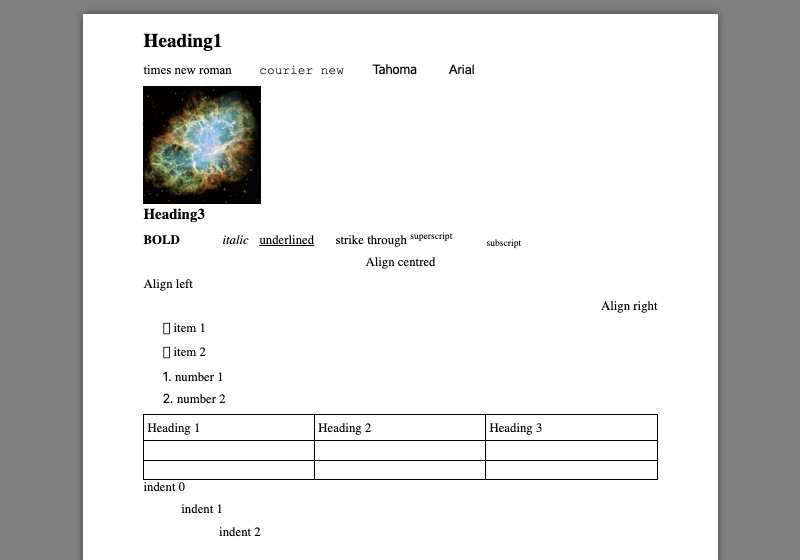 Heading1
times new roman courier new Tahoma Arial
Heading3
BOLD italic underlined strike through superscript subscript
Align centred
Align left
Align right
item 1
item 2
1. number 1
2. number 2
Heading 1 Heading 2 Heading 3
indent 0
indent 1
indent 2